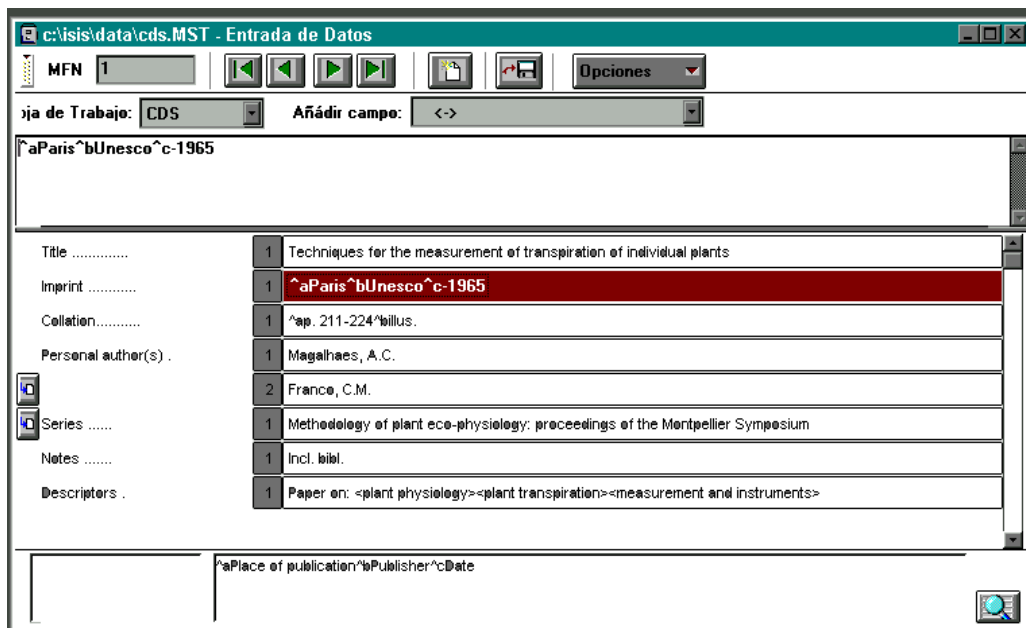 c:\isis\data\cds.MST - Entrada de Datos
MFN 1 Opciones
oja de Trabajo: CDS Añádir campo: <->
^aParis^bUnesco^c-1965
Title .............. 1 Techniques for the measurement of transpiration of individual plants
Imprint ............ 1 ^aParis^bUnesco^c-1965
Collation........... 1 ^ap. 211-224^billus.
Personal author(s) . 1 Magalhaes, A.C.
2 Franco, C.M.
Series ...... 1 Methodology of plant eco-physiology: proceedings of the Montpellier Symposium
Notes ....... 1 Incl. bibl.
Descriptors . 1 Paper on: <plant physiology><plant transpiration><measurement and instruments>
^aPlace of publication^bPublisher^cDate